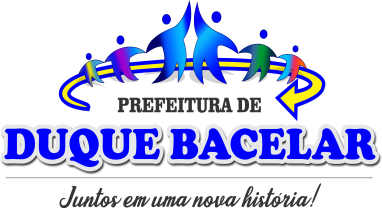 PREFEITURA DE
DUQUE BACELAR
Juntos em uma nova história!